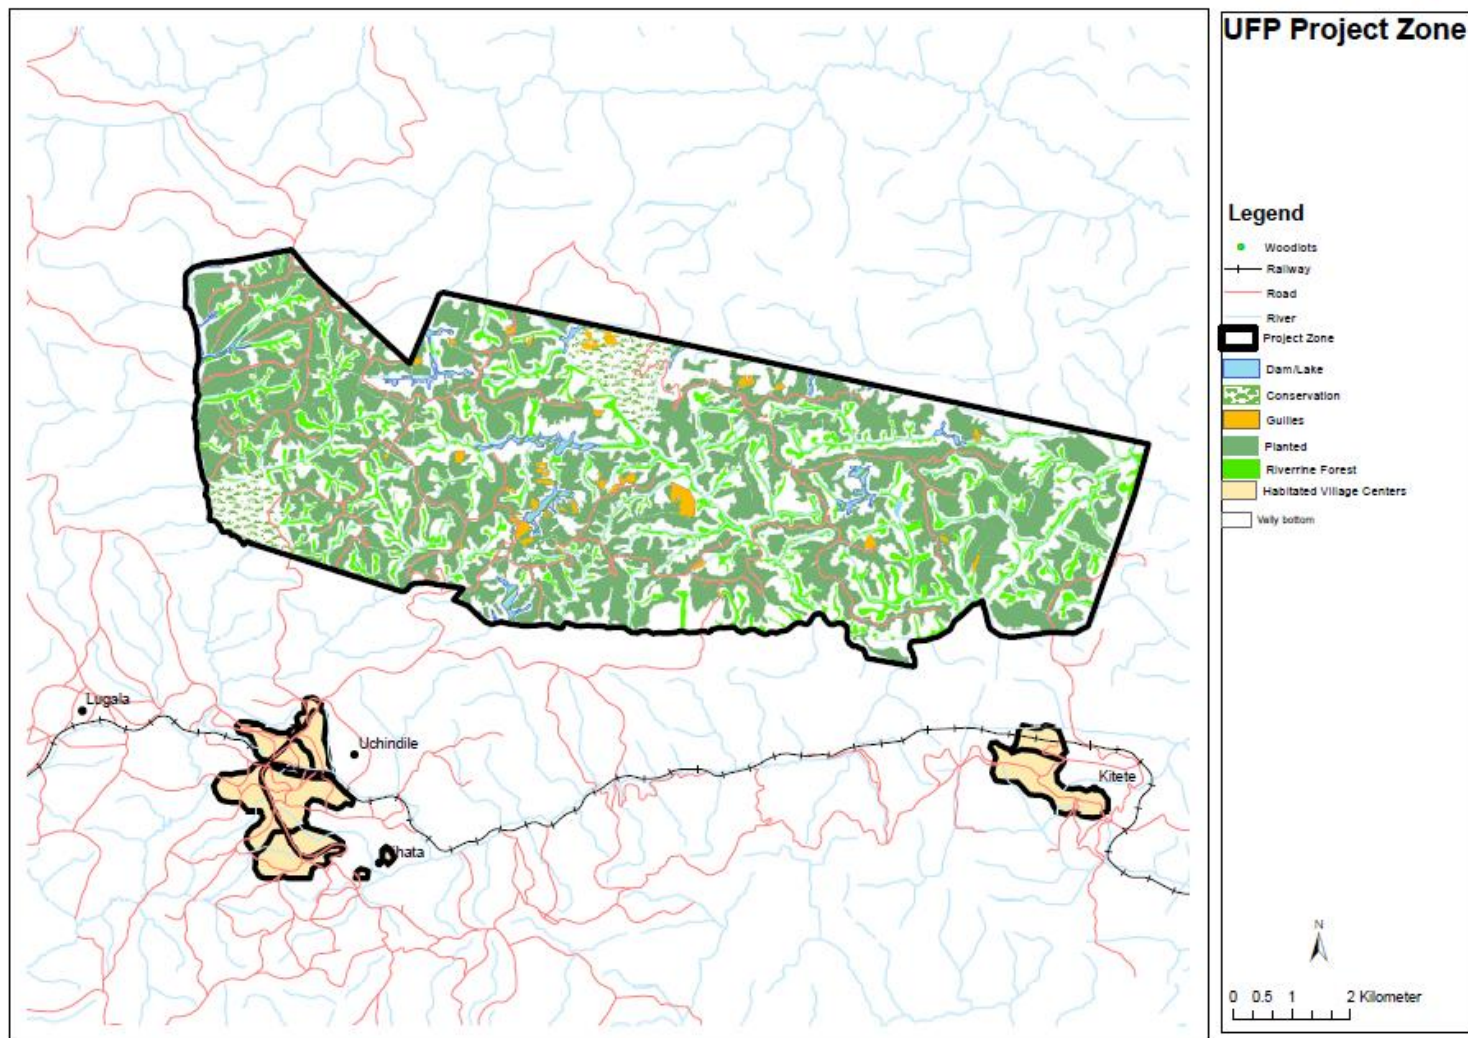 UFP Project Zone
Legend
Woodlots
Railway
Road
River
Project Zone
Dam/Lake
Conservation
Gullies
Planted
Riverrine Forest
Habitated Village Centers
Vally bottom
Lugala
Uchindile
Kitete
N
0 0.5 1 2 Kilometer